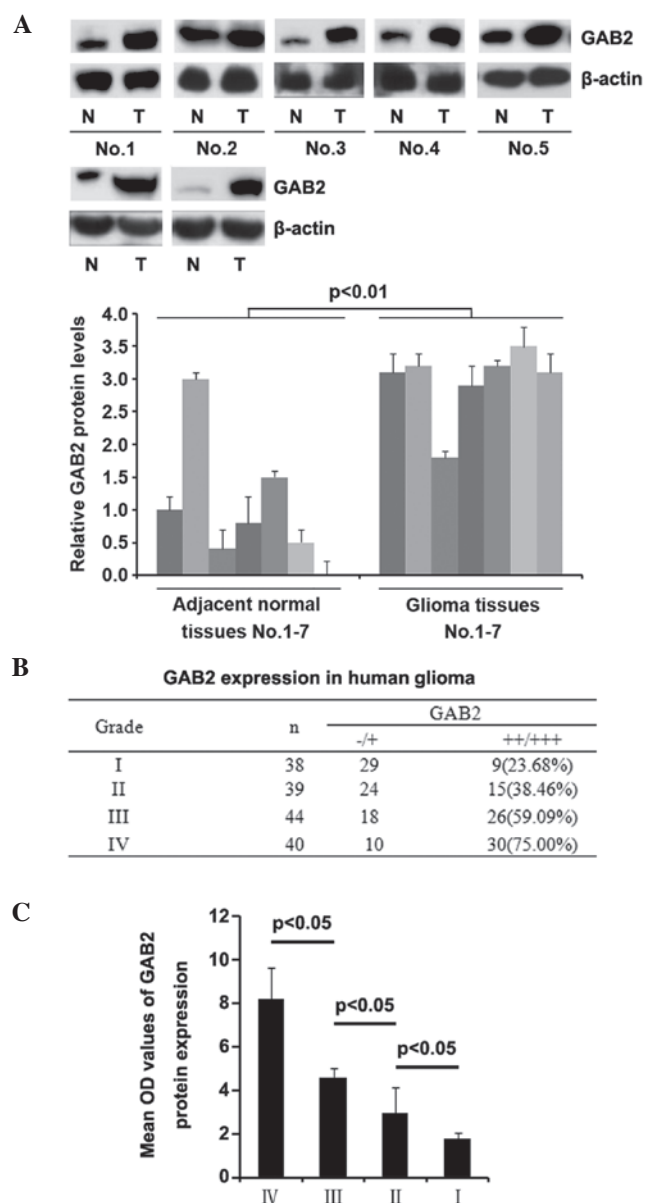 A
GAB2
β-actin
N T N T N T N T N T
No.1 No.2 No.3 No.4 No.5
GAB2
β-actin
N T N T
p<0.01
Relative GAB2 protein levels
4.0
3.5
3.0
2.5
2.0
1.5
1.0
0.5
0.0
Adjacent normal
tissues No.1-7
Glioma tissues
No.1-7
B
GAB2 expression in human glioma
Grade n GAB2
-/+ ++/+++
I 38 29 9(23.68%)
II 39 24 15(38.46%)
III 44 18 26(59.09%)
IV 40 10 30(75.00%)
C
Mean OD values of GAB2
protein expression
12
10
8
6
4
2
0
p<0.05
p<0.05
p<0.05
IV III II I